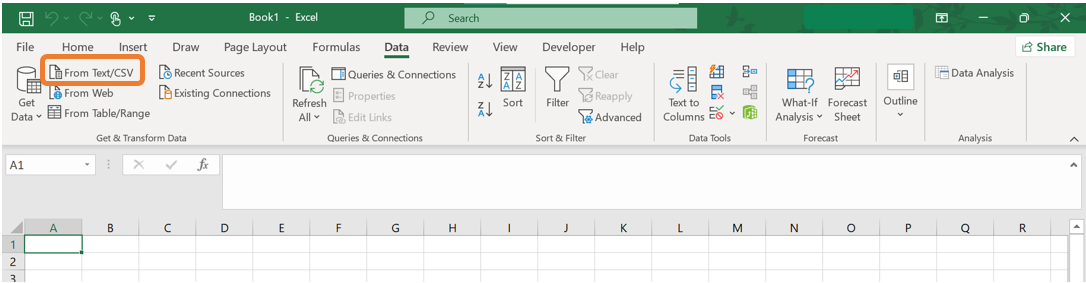 Book1 - Excel
Search
File Home Insert Draw Page Layout Formulas Data Review View Developer Help
Share
Get Data
From Text/CSV
From Web
From Table/Range
Recent Sources
Existing Connections
Get & Transform Data
Refresh All
Queries & Connections
Properties
Edit Links
Queries & Connections
Sort
Filter
Clear
Reapply
Advanced
Sort & Filter
Text to Columns
Data Tools
What-If Analysis
Forecast Sheet
Forecast
Outline
Data Analysis
Analysis
A1
fx
A B C D E F G H I J K L M N O P Q R
1
2
3